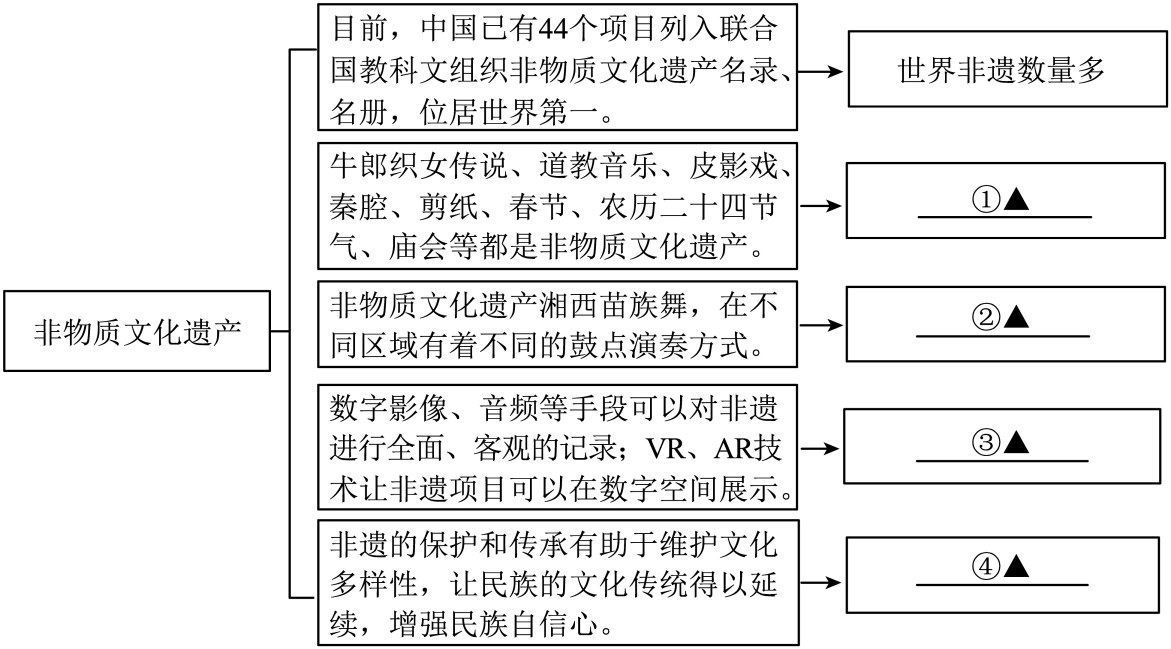 目前，中国已有44个项目列入联合
国教科文组织非物质文化遗产名录、
名册，位居世界第一。
世界非遗数量多
牛郎织女传说、道教音乐、皮影戏、
秦腔、剪纸、春节、农历二十四节
气、庙会等都是非物质文化遗产。
①▲
非物质文化遗产
非物质文化遗产湘西苗族舞，在不
同区域有着不同的鼓点演奏方式。
②▲
数字影像、音频等手段可以对非遗
进行全面、客观的记录；VR、AR技
术让非遗项目可以在数字空间展示。
③▲
非遗的保护和传承有助于维护文化
多样性，让民族的文化传统得以延
续，增强民族自信心。
④▲